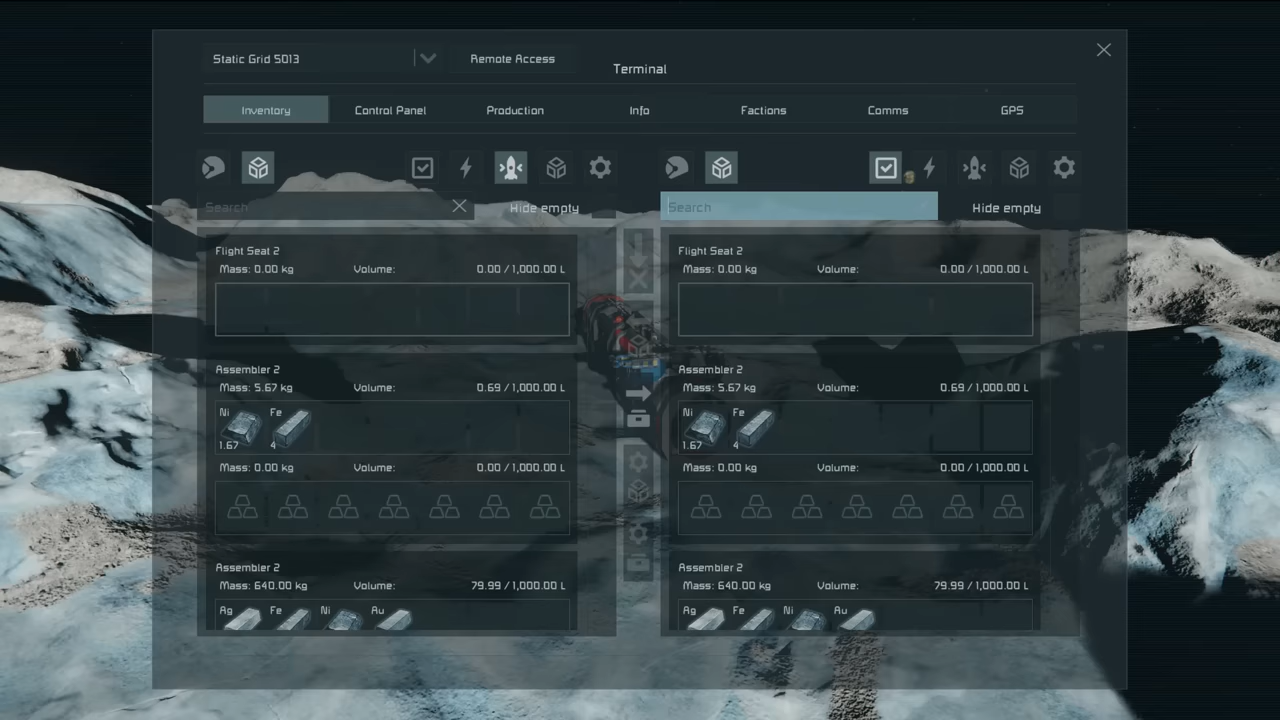 Static Grid 5013
Remote Access
Terminal
Inventory
Control Panel
Production
Info
Factions
Comms
GPS
Search
Hide empty
Search
Hide empty
Flight Seat 2
Mass: 0.00 kg Volume: 0.00 / 1,000.00 L
Assembler 2
Mass: 5.67 kg Volume: 0.69 / 1,000.00 L
Ni Fe
1.67 4
Mass: 0.00 kg Volume: 0.00 / 1,000.00 L
Assembler 2
Mass: 640.00 kg Volume: 79.99 / 1,000.00 L
Ag Fe Ni Au
Flight Seat 2
Mass: 0.00 kg Volume: 0.00 / 1,000.00 L
Assembler 2
Mass: 5.67 kg Volume: 0.69 / 1,000.00 L
Ni Fe
1.67 4
Mass: 0.00 kg Volume: 0.00 / 1,000.00 L
Assembler 2
Mass: 640.00 kg Volume: 79.99 / 1,000.00 L
Ag Fe Ni Au